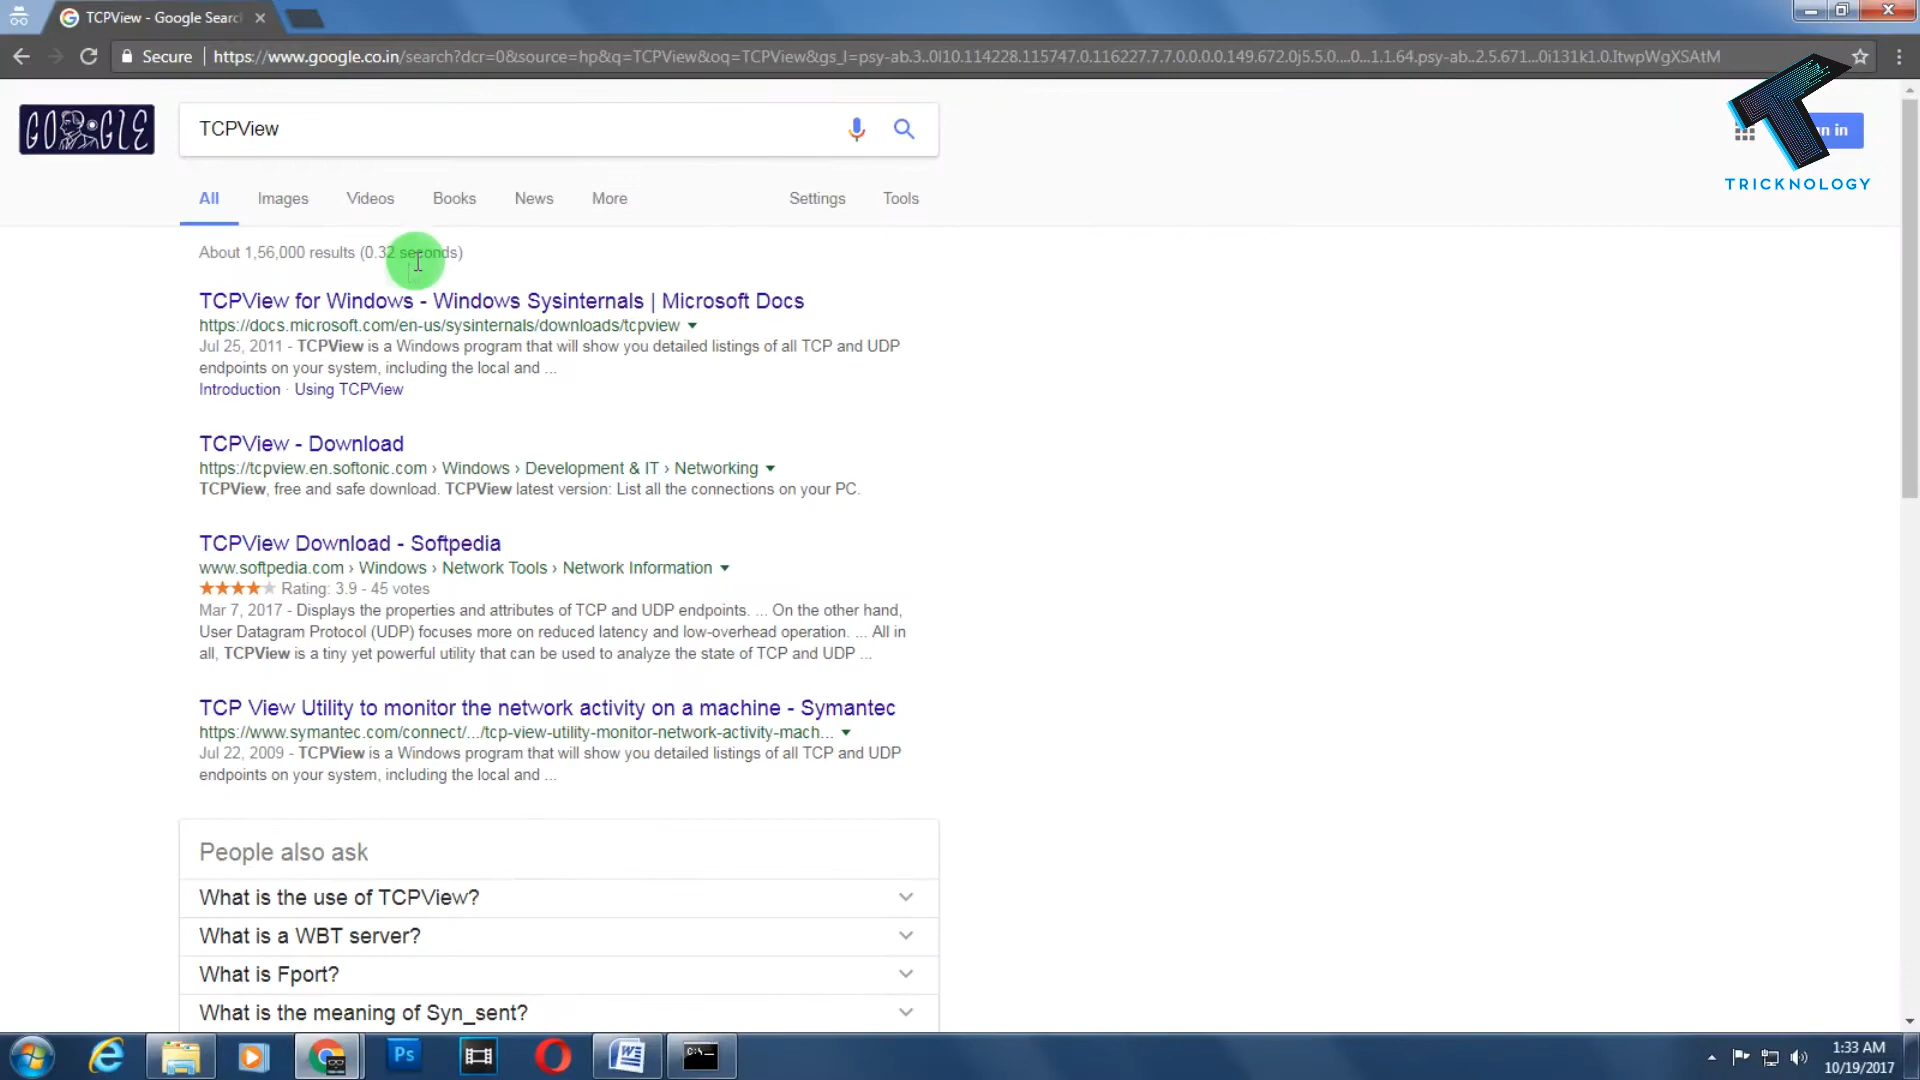 TCPView - Google Searc
Secure
https://www.google.co.in/search?dcr=0&source=hp&q=TCPView&oq=TCPView&gs_l=psy-ab.3..0l10.114228.115747.0.116227.7.7.0.0.0.0.149.672.0j5.5.0....0...1.1.64.psy-ab..2.5.671...0i131k1.0.ItwpWgXSAtM
GOOGLE
TCPView
n in
TRICKNOLOGY
All Images Videos Books News More Settings Tools
About 1,56,000 results (0.32 seconds)
TCPView for Windows - Windows Sysinternals | Microsoft Docs
https://docs.microsoft.com/en-us/sysinternals/downloads/tcpview
Jul 25, 2011 - TCPView is a Windows program that will show you detailed listings of all TCP and UDP
endpoints on your system, including the local and ...
Introduction · Using TCPView
TCPView - Download
https://tcpview.en.softonic.com › Windows › Development & IT › Networking
TCPView, free and safe download. TCPView latest version: List all the connections on your PC.
TCPView Download - Softpedia
www.softpedia.com › Windows › Network Tools › Network Information
Rating: 3.9 - 45 votes
Mar 7, 2017 - Displays the properties and attributes of TCP and UDP endpoints. ... On the other hand,
User Datagram Protocol (UDP) focuses more on reduced latency and low-overhead operation. ... All in
all, TCPView is a tiny yet powerful utility that can be used to analyze the state of TCP and UDP ...
TCP View Utility to monitor the network activity on a machine - Symantec
https://www.symantec.com/connect/.../tcp-view-utility-monitor-network-activity-mach...
Jul 22, 2009 - TCPView is a Windows program that will show you detailed listings of all TCP and UDP
endpoints on your system, including the local and ...
People also ask
What is the use of TCPView?
What is a WBT server?
What is Fport?
What is the meaning of Syn_sent?
Ps
C:\
1:33 AM
10/19/2017